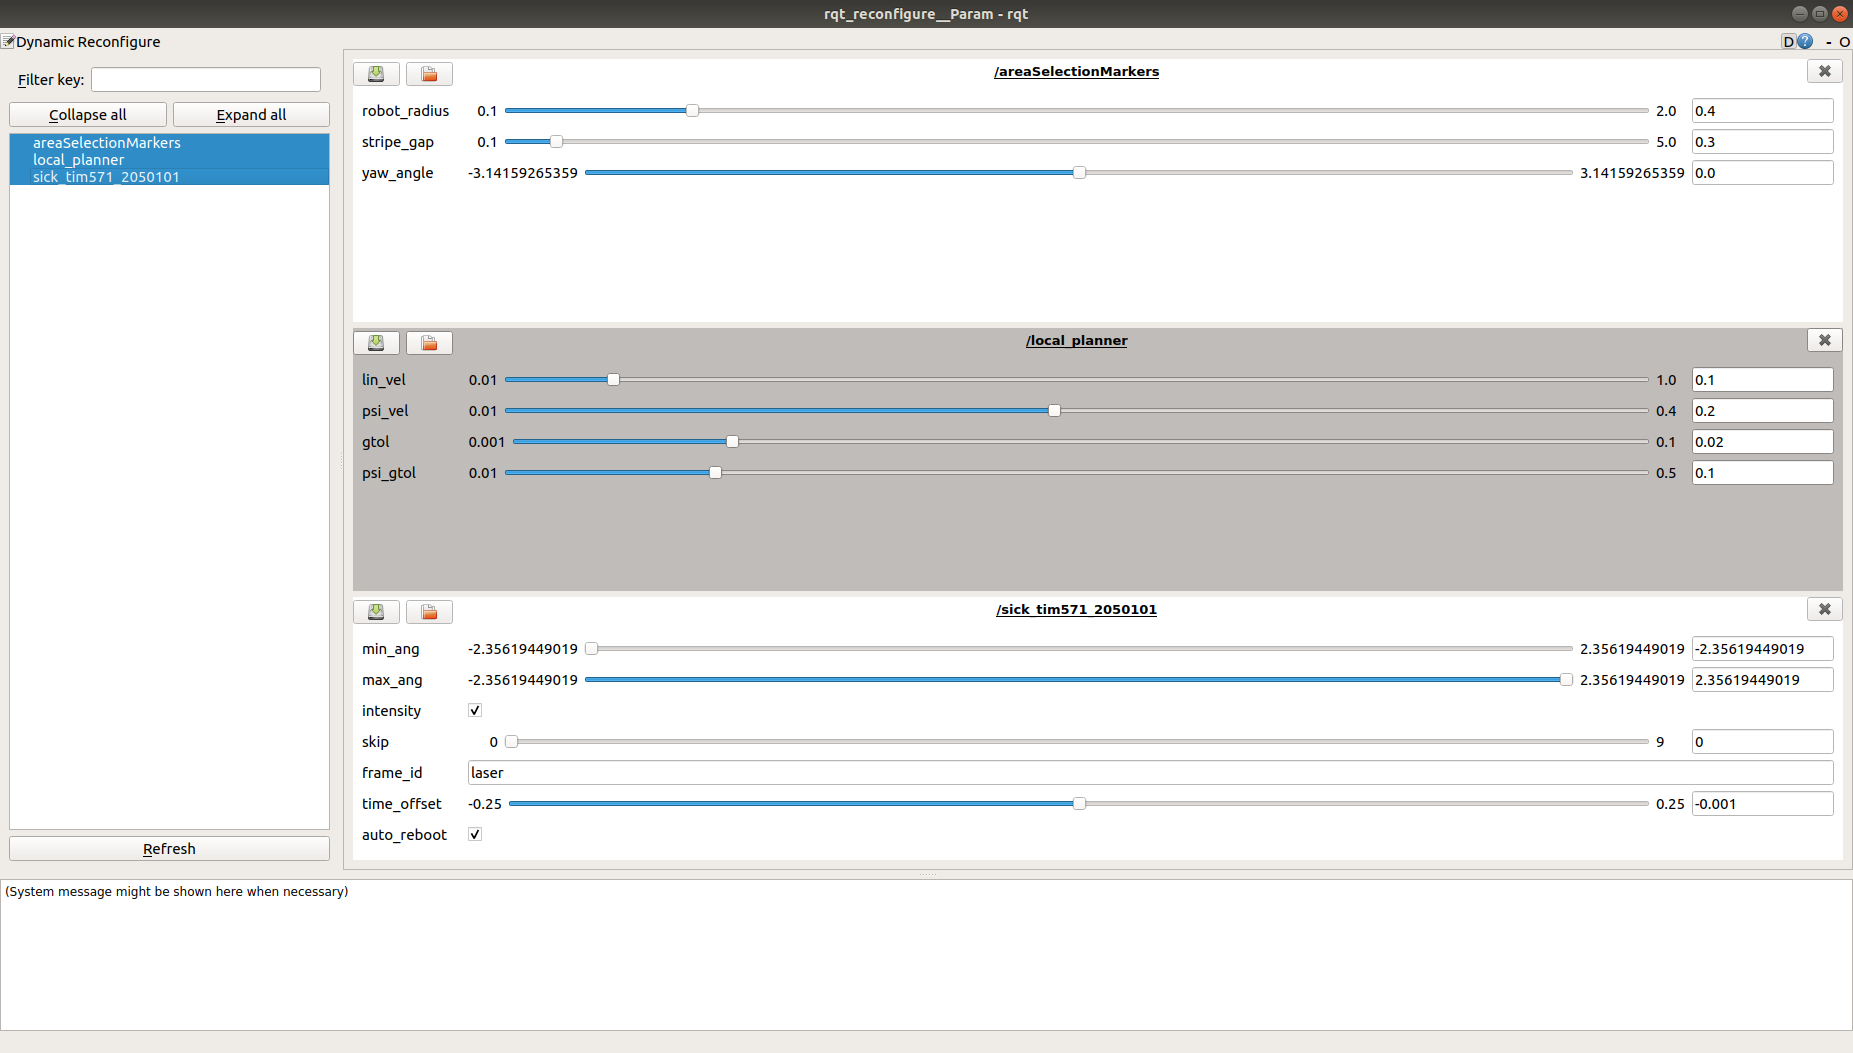 rqt_reconfigure__Param - rqt
Dynamic Reconfigure
D ? - O
Filter key:
Collapse all Expand all
areaSelectionMarkers
local_planner
sick_tim571_2050101
Refresh
/areaSelectionMarkers
robot_radius 0.1 2.0 0.4
stripe_gap 0.1 5.0 0.3
yaw_angle -3.14159265359 3.14159265359 0.0
/local_planner
lin_vel 0.01 1.0 0.1
psi_vel 0.01 0.4 0.2
gtol 0.001 0.1 0.02
psi_gtol 0.01 0.5 0.1
/sick_tim571_2050101
min_ang -2.35619449019 2.35619449019 -2.35619449019
max_ang -2.35619449019 2.35619449019 2.35619449019
intensity
skip 0 9 0
frame_id laser
time_offset -0.25 0.25 -0.001
auto_reboot
(System message might be shown here when necessary)